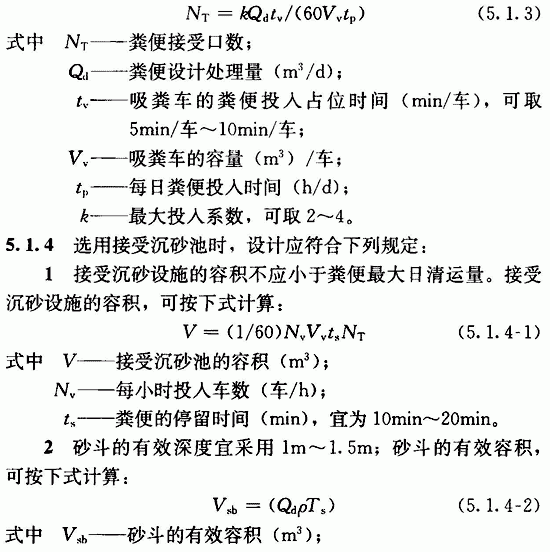 N_T = kQ_d t_v/(60V_v t_p) (5.1.3)
式中 N_T——粪便接受口数；
Q_d——粪便设计处理量（m³/d）；
t_v——吸粪车的粪便投入占位时间（min/车），可取
5min/车～10min/车；
V_v——吸粪车的容量（m³）/车；
t_p——每日粪便投入时间（h/d）；
k——最大投入系数，可取 2～4。
5.1.4 选用接受沉砂池时，设计应符合下列规定：
1 接受沉砂设施的容积不应小于粪便最大日清运量。接受
沉砂设施的容积，可按下式计算：
V = (1/60)N_v V_v t_s N_T (5.1.4-1)
式中 V——接受沉砂池的容积（m³）；
N_v——每小时投入车数（车/h）；
t_s——粪便的停留时间（min），宜为 10min～20min。
2 砂斗的有效深度宜采用 1m～1.5m；砂斗的有效容积，
可按下式计算：
V_sb = (Q_d ρT_s) (5.1.4-2)
式中 V_sb——砂斗的有效容积（m³）；